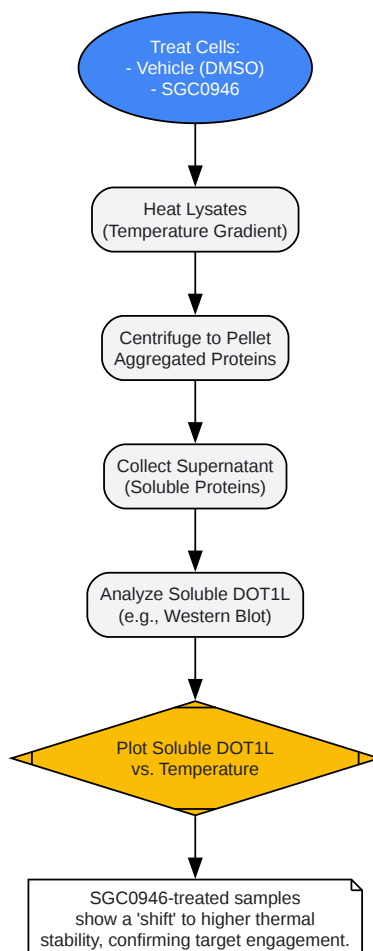 Treat Cells:
- Vehicle (DMSO)
- SGC0946
Heat Lysates
(Temperature Gradient)
Centrifuge to Pellet
Aggregated Proteins
Collect Supernatant
(Soluble Proteins)
Analyze Soluble DOT1L
(e.g., Western Blot)
Plot Soluble DOT1L
vs. Temperature
SGC0946-treated samples
show a 'shift' to higher thermal
stability, confirming target engagement.